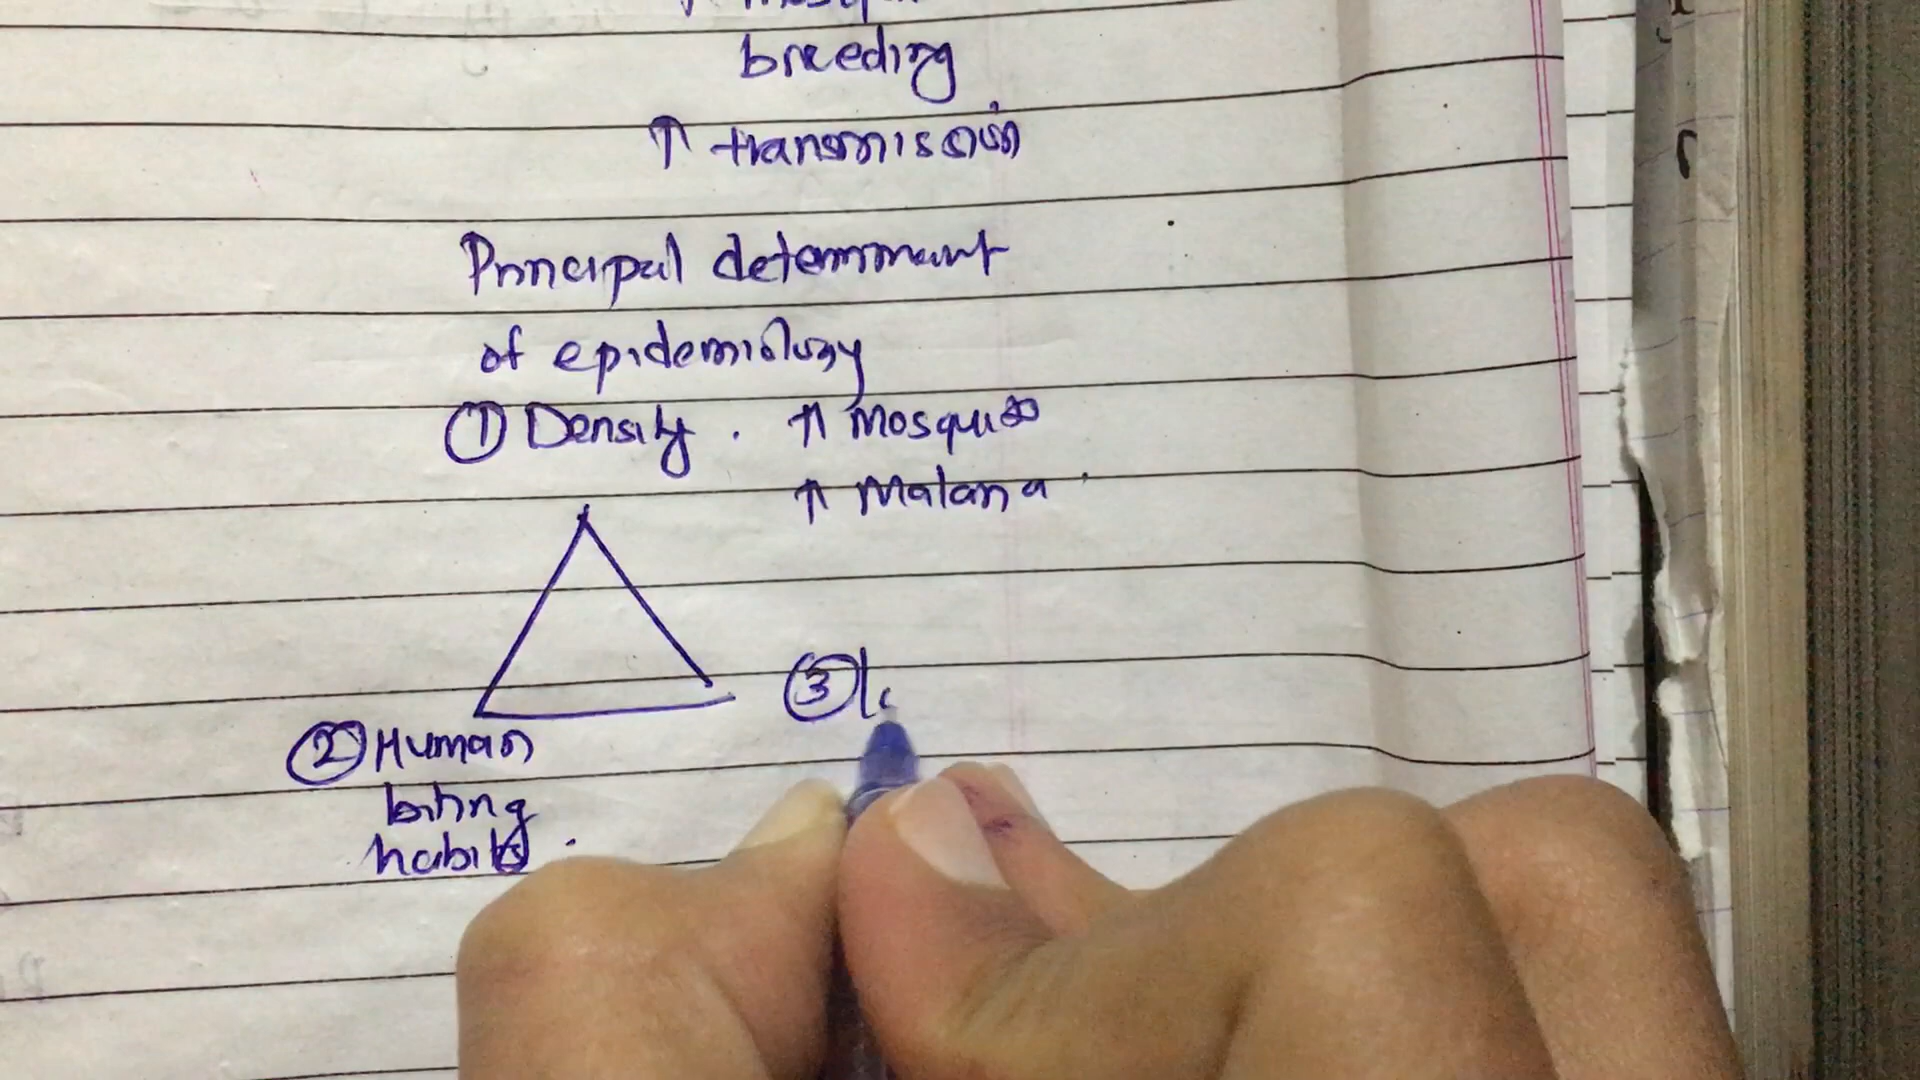 breeding
↑ transmission
Principal determinant
of epidemiology
① Density. ↑ Mosquito
↑ Malaria
② Human
biting
habits.
③